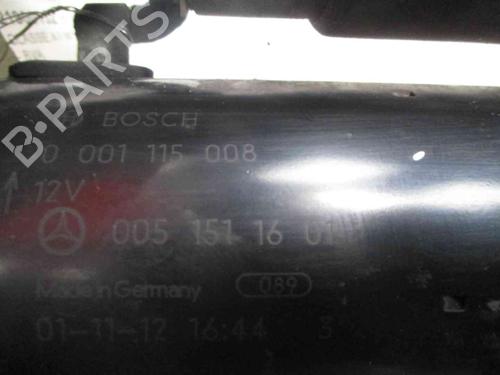 BOSCH
0 001 115 008
12V
005 151 16 01
Made in Germany
089
01-11-12 16:44 3
B-PARTS